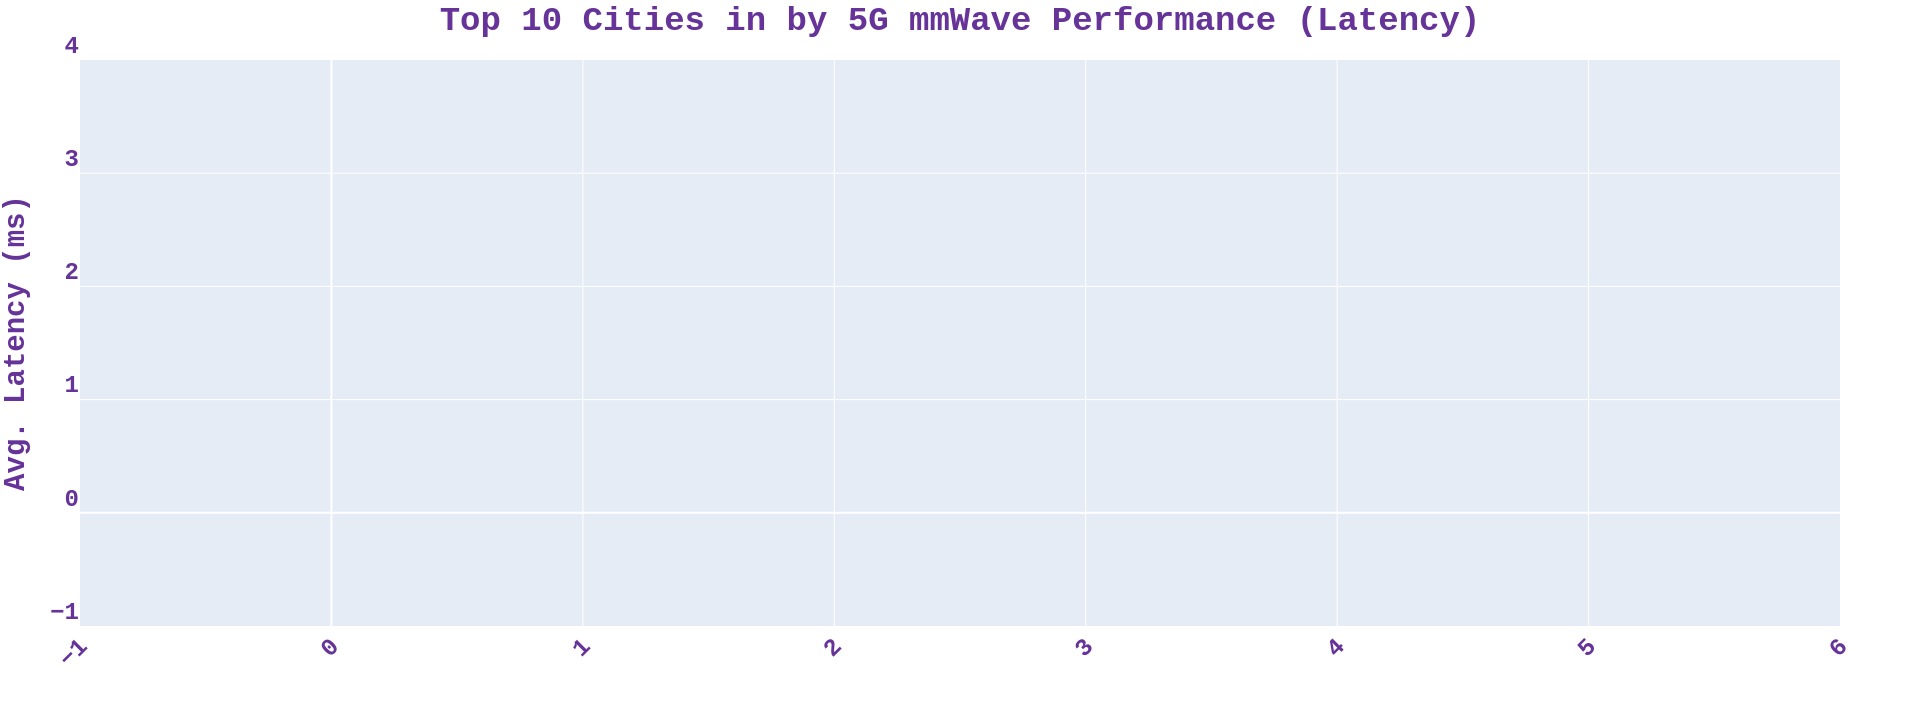 Top 10 Cities in by 5G mmWave Performance (Latency)
4
3
2
1
0
−1
Avg. Latency (ms)
−1 0 1 2 3 4 5 6